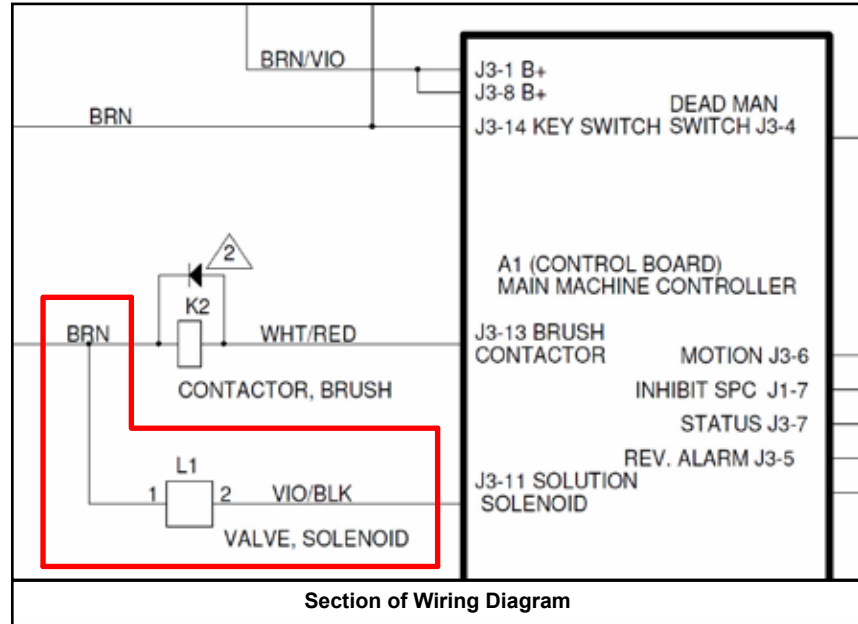 BRN/VIO
J3-1 B+
J3-8 B+
DEAD MAN
BRN
J3-14 KEY SWITCH SWITCH J3-4
2
A1 (CONTROL BOARD)
MAIN MACHINE CONTROLLER
K2
BRN
WHT/RED
J3-13 BRUSH
CONTACTOR
MOTION J3-6
CONTACTOR, BRUSH
INHIBIT SPC J1-7
STATUS J3-7
REV. ALARM J3-5
L1
J3-11 SOLUTION
SOLENOID
1
2
VIO/BLK
VALVE, SOLENOID
Section of Wiring Diagram